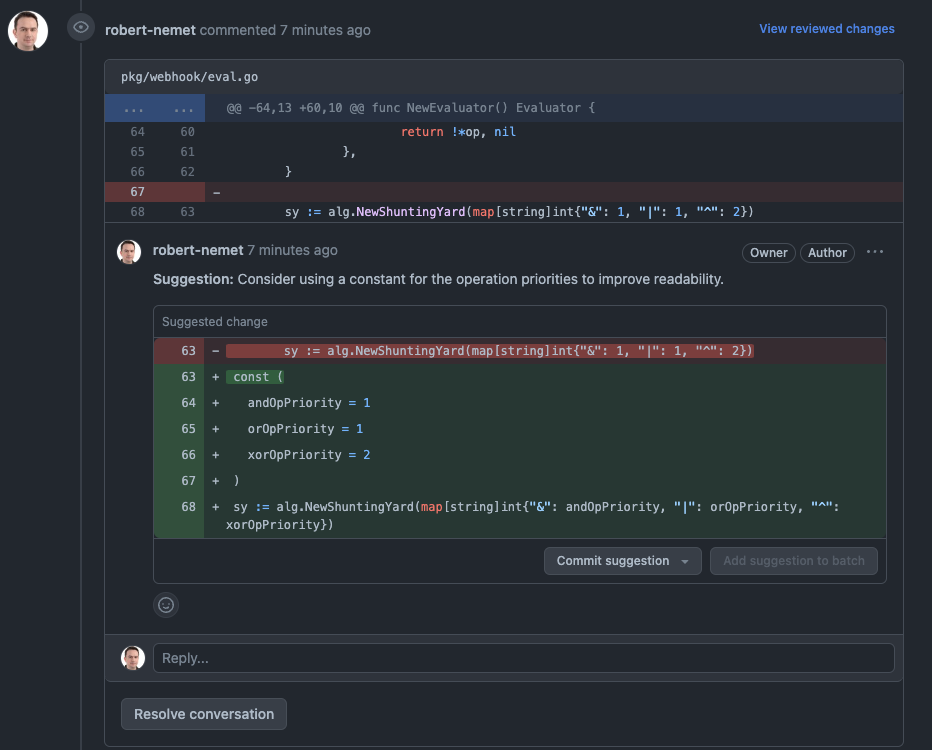 robert-nemet commented 7 minutes ago
View reviewed changes
pkg/webhook/eval.go
... ... @@ -64,13 +60,10 @@ func NewEvaluator() Evaluator {
64 60 return !*op, nil
65 61 },
66 62 }
67 -
68 63 sy := alg.NewShuntingYard(map[string]int{"&": 1, "|": 1, "^": 2})
robert-nemet 7 minutes ago
Owner Author ...
Suggestion: Consider using a constant for the operation priorities to improve readability.
Suggested change
63 - sy := alg.NewShuntingYard(map[string]int{"&": 1, "|": 1, "^": 2})
63 + const (
64 + andOpPriority = 1
65 + orOpPriority = 1
66 + xorOpPriority = 2
67 + )
68 + sy := alg.NewShuntingYard(map[string]int{"&": andOpPriority, "|": orOpPriority, "^":
xorOpPriority})
Commit suggestion Add suggestion to batch
Reply...
Resolve conversation